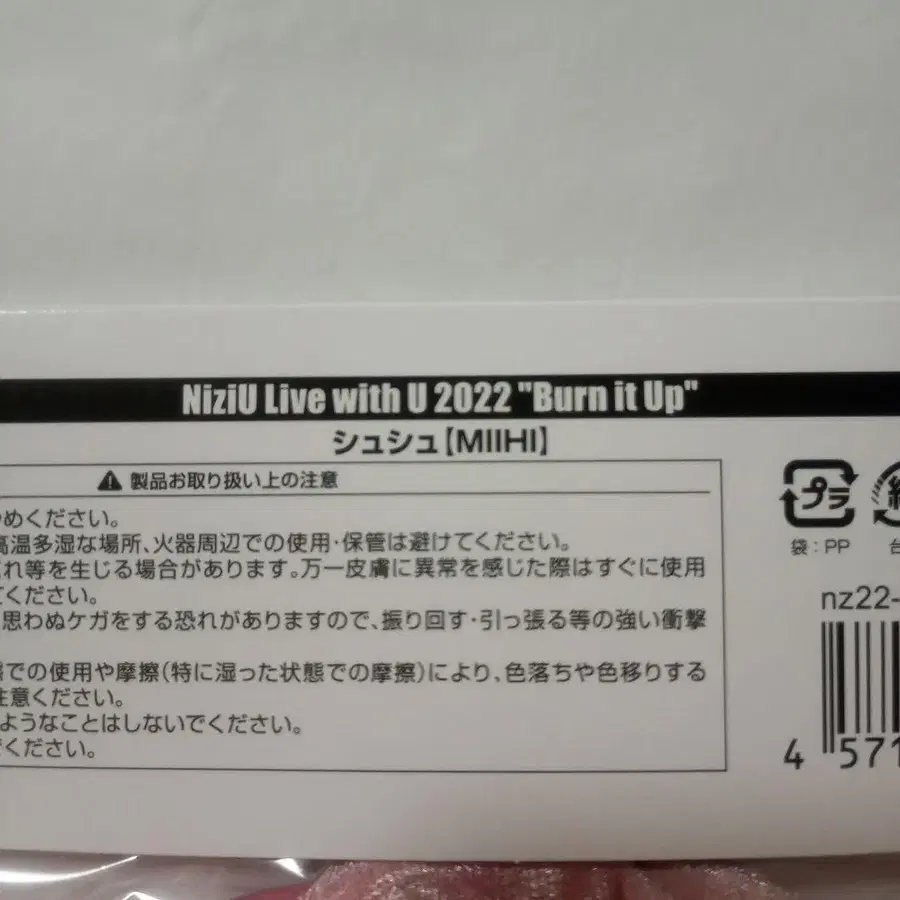 NiziU Live with U 2022 "Burn it Up"
シュシュ【MIIHI】
製品お取り扱い上の注意
めください。
高温多湿な場所、火器周辺での使用・保管は避けてください。
れ等を生じる場合があります。万一皮膚に異常を感じた際はすぐに使用
てください。
思わぬケガをする恐れがありますので、振り回す・引っ張る等の強い衝撃
態での使用や摩擦(特に湿った状態での摩擦)により、色落ちや色移りする
注意ください。
ようなことはしないでください。
ください。
プラ
袋:PP
nz22-
4 571